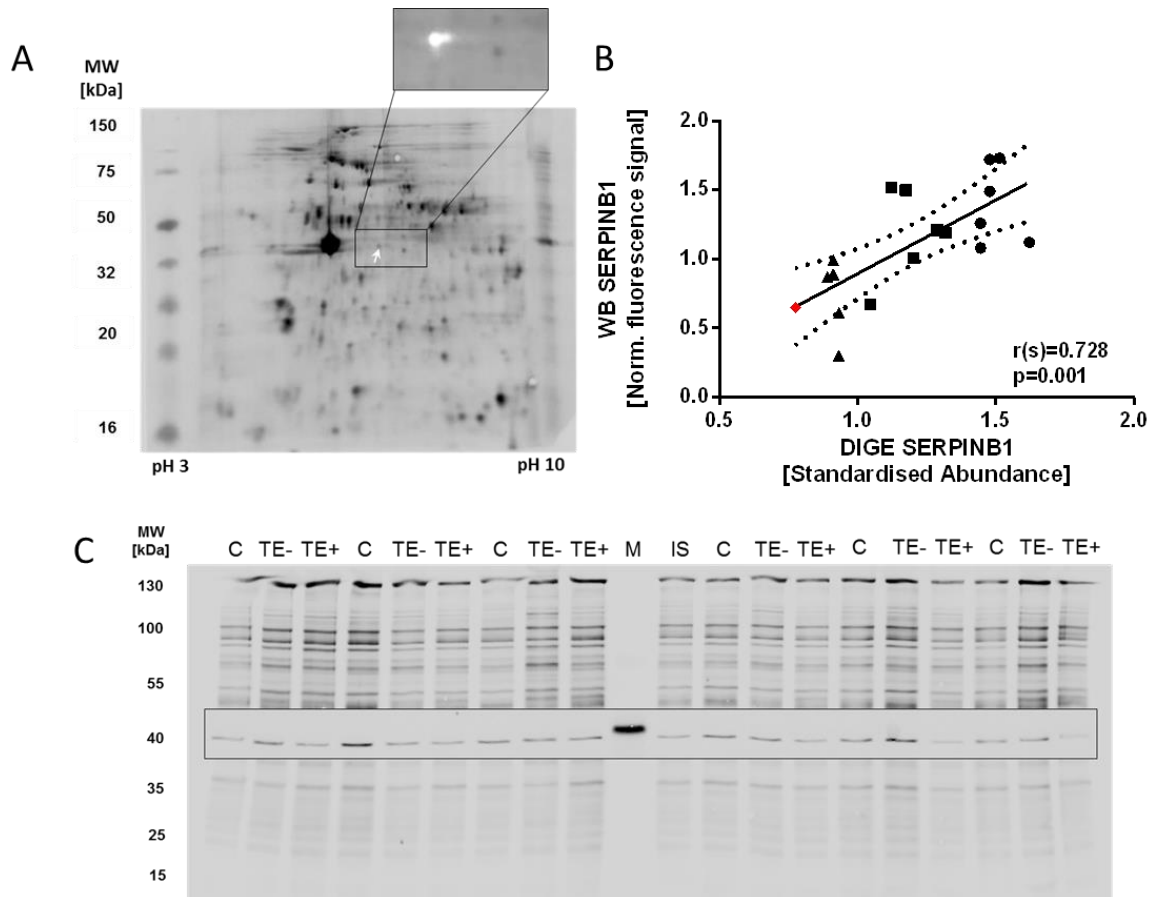 A
MW
[kDa]
150
75
50
32
20
16
pH 3
pH 10
B
WB SERPINB1
[Norm. fluorescence signal]
2.0
1.5
1.0
0.5
0.0
r(s)=0.728
p=0.001
0.5 1.0 1.5 2.0
DIGE SERPINB1
[Standardised Abundance]
C
MW
[kDa]
C TE- TE+ C TE- TE+ C TE- TE+ M IS C TE- TE+ C TE- TE+ C TE- TE+
130
100
55
40
35
25
15